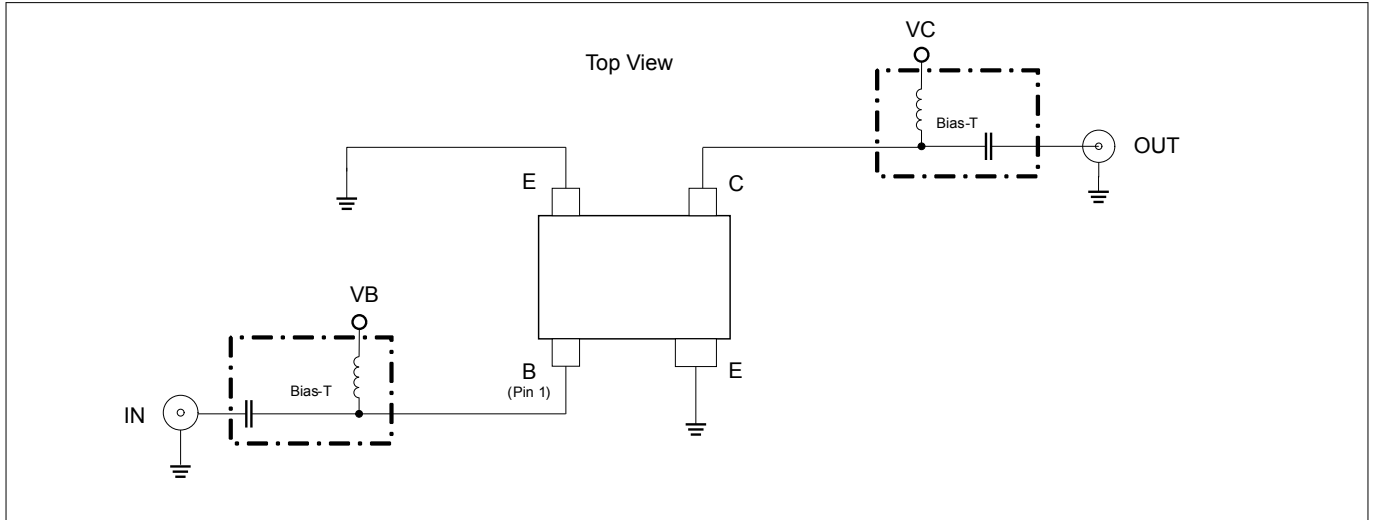 VC
Top View
Bias-T
OUT
E
C
VB
B
E
(Pin 1)
Bias-T
IN